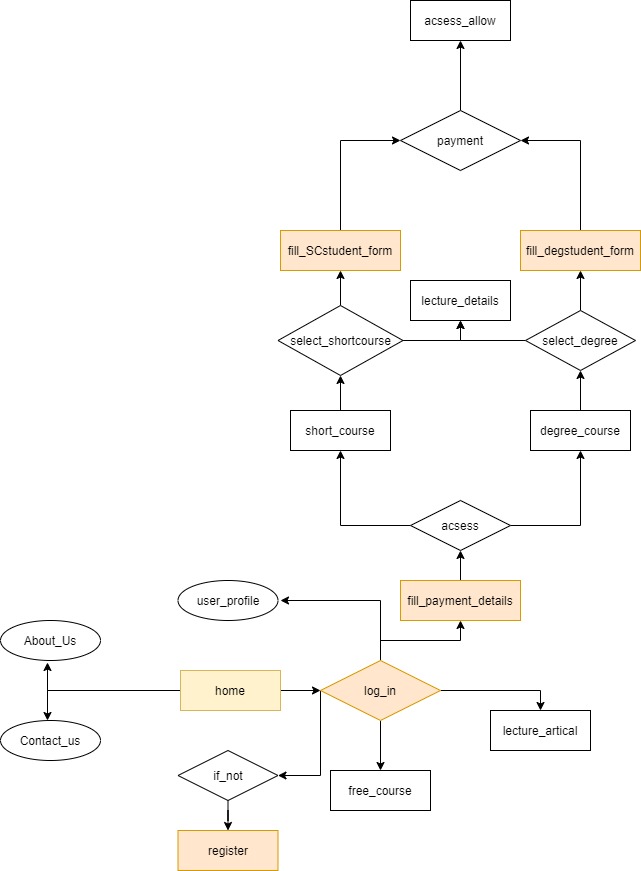 acsess_allow
payment
fill_SCstudent_form
fill_degstudent_form
lecture_details
select_shortcourse
select_degree
short_course
degree_course
acsess
user_profile
fill_payment_details
About_Us
home
log_in
Contact_us
lecture_artical
if_not
free_course
register